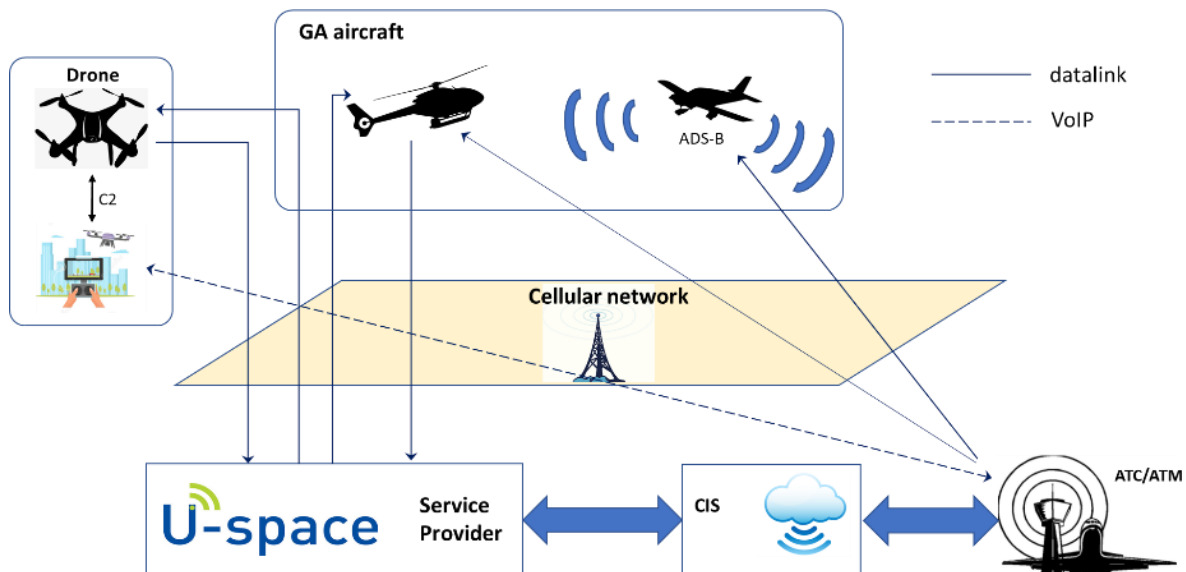 GA aircraft
Drone
datalink
VoIP
ADS-B
C2
Cellular network
ATC/ATM
U-space
Service
Provider
CIS